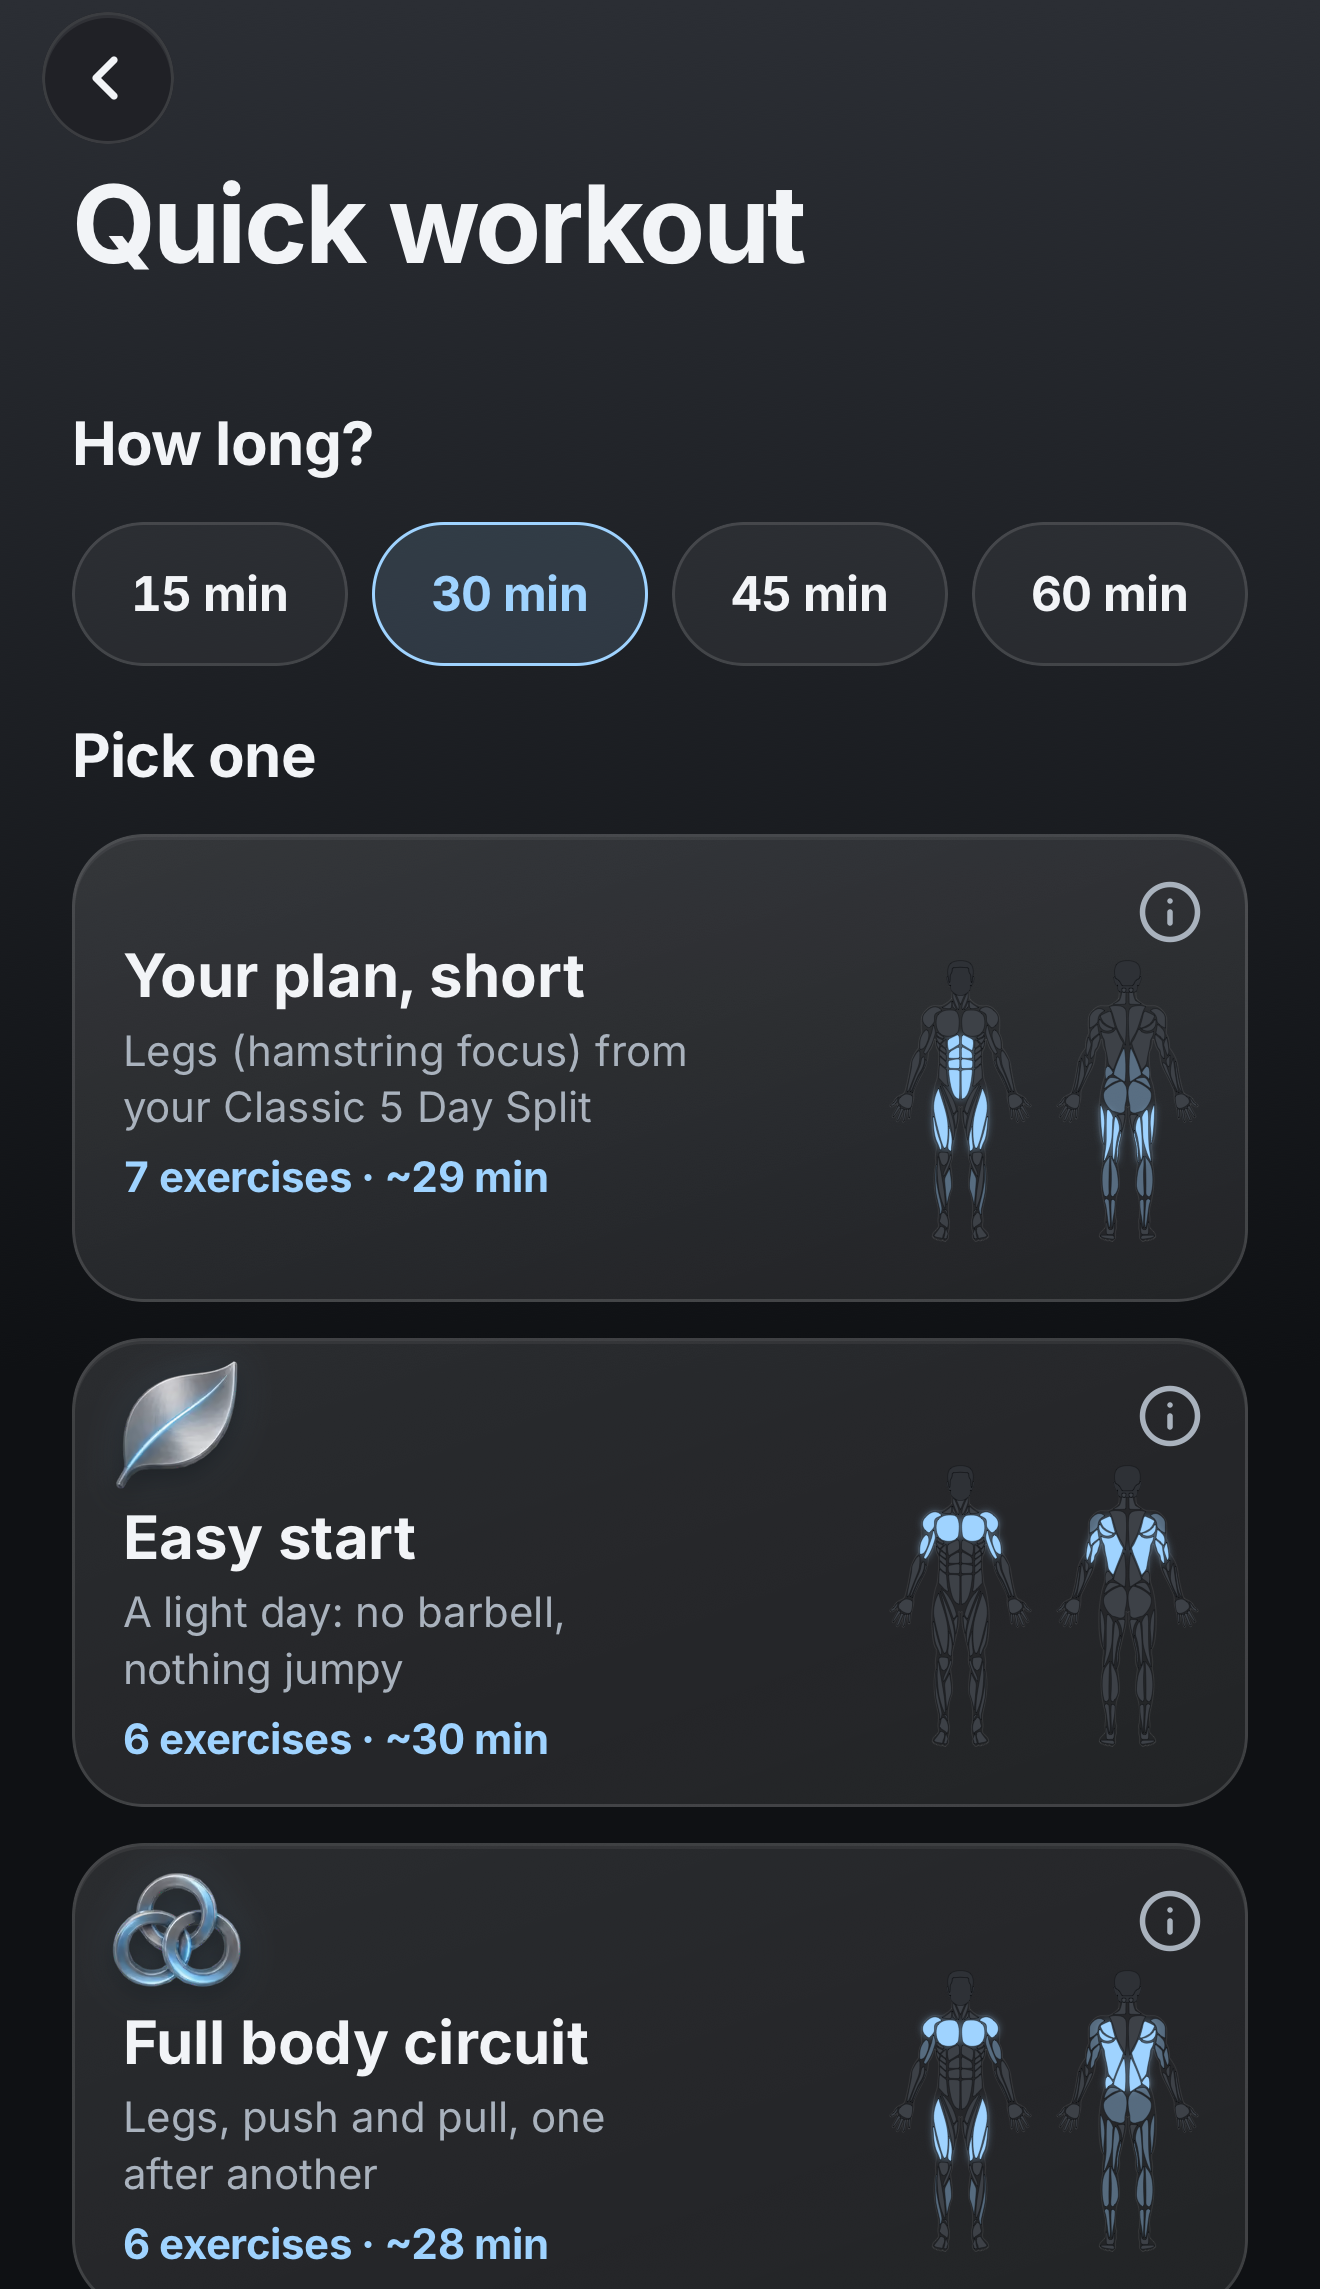 Quick workout
How long?
15 min 30 min 45 min 60 min
Pick one
Your plan, short
Legs (hamstring focus) from
your Classic 5 Day Split
7 exercises · ~29 min
Easy start
A light day: no barbell,
nothing jumpy
6 exercises · ~30 min
Full body circuit
Legs, push and pull, one
after another
6 exercises · ~28 min